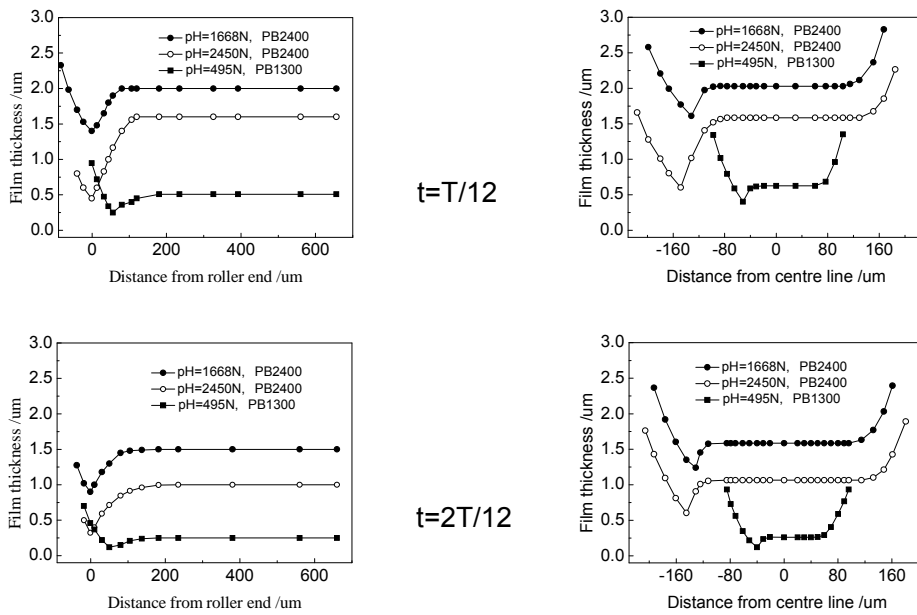 3.0
2.5
2.0
1.5
1.0
0.5
0.0
Film thickness /um
pH=1668N, PB2400
pH=2450N, PB2400
pH=495N, PB1300
0 200 400 600
Distance from roller end /um
t=T/12
3.0
2.5
2.0
1.5
1.0
0.5
0.0
Film thickness /um
pH=1668N, PB2400
pH=2450N, PB2400
pH=495N, PB1300
-160 -80 0 80 160
Distance from centre line /um
3.0
2.5
2.0
1.5
1.0
0.5
0.0
Film thickness /um
pH=1668N, PB2400
pH=2450N, PB2400
pH=495N, PB1300
0 200 400 600
Distance from roller end /um
t=2T/12
3.0
2.5
2.0
1.5
1.0
0.5
0.0
Film thickness /um
pH=1668N, PB2400
pH=2450N, PB2400
pH=495N, PB1300
-160 -80 0 80 160
Distance from centre line /um